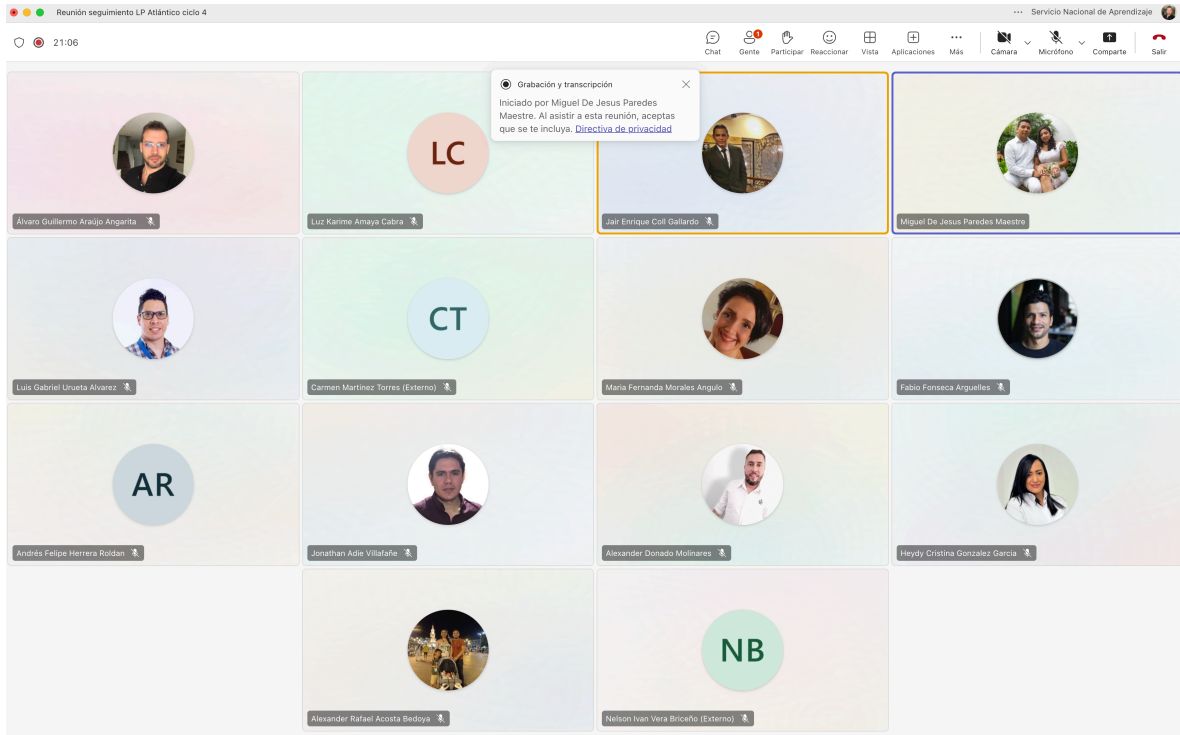 Reunión seguimiento LP Atlántico ciclo 4
··· Servicio Nacional de Aprendizaje
21:06
Chat
Gente
1
Participar
Reaccionar
Vista
Aplicaciones
Más
Cámara
Micrófono
Comparte
Salir
Grabación y transcripción
Iniciado por Miguel De Jesus Paredes
Maestre. Al asistir a esta reunión, aceptas
que se te incluya. Directiva de privacidad
Álvaro Guillermo Araújo Angarita
LC
Luz Karime Amaya Cabra
Jair Enrique Coll Gallardo
Miguel De Jesus Paredes Maestre
Luis Gabriel Urueta Alvarez
CT
Carmen Martinez Torres (Externo)
Maria Fernanda Morales Angulo
Fabio Fonseca Arguelles
AR
Andrés Felipe Herrera Roldan
Jonathan Adie Villafañe
Alexander Donado Molinares
Heydy Cristina Gonzalez Garcia
Alexander Rafael Acosta Bedoya
NB
Nelson Ivan Vera Briceño (Externo)